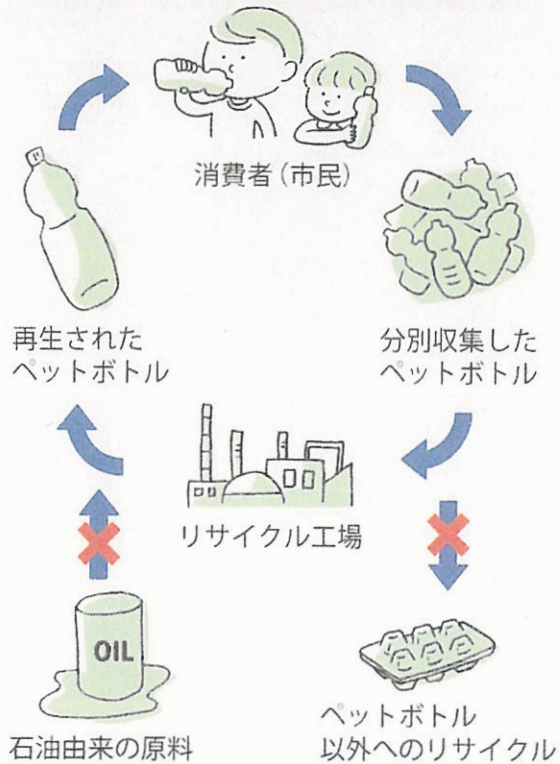 消費者(市民)
再生された
ペットボトル
分別収集した
ペットボトル
リサイクル工場
OIL
石油由来の原料
ペットボトル
以外へのリサイクル